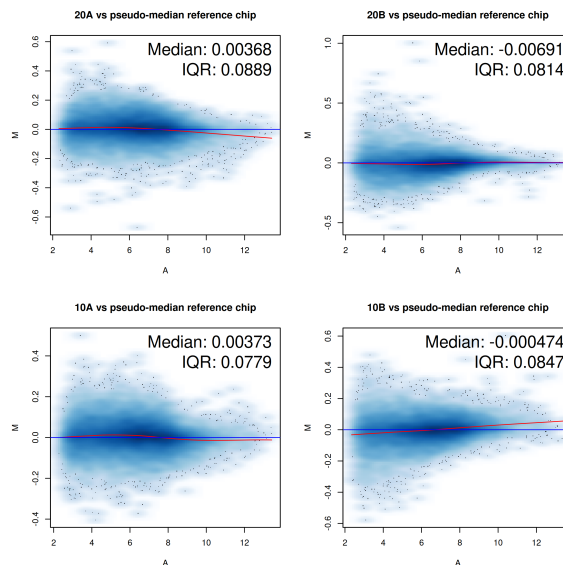 20A vs pseudo-median reference chip
Median: 0.00368
IQR: 0.0889
M
0.6
0.4
0.2
0.0
-0.2
-0.4
-0.6
2 4 6 8 10 12
A
20B vs pseudo-median reference chip
Median: -0.00691
IQR: 0.0814
M
1.0
0.5
0.0
-0.5
2 4 6 8 10 12
A
10A vs pseudo-median reference chip
Median: 0.00373
IQR: 0.0779
M
0.4
0.2
0.0
-0.2
-0.4
2 4 6 8 10 12
A
10B vs pseudo-median reference chip
Median: -0.000474
IQR: 0.0847
M
0.6
0.4
0.2
0.0
-0.2
-0.4
-0.6
2 4 6 8 10 12
A